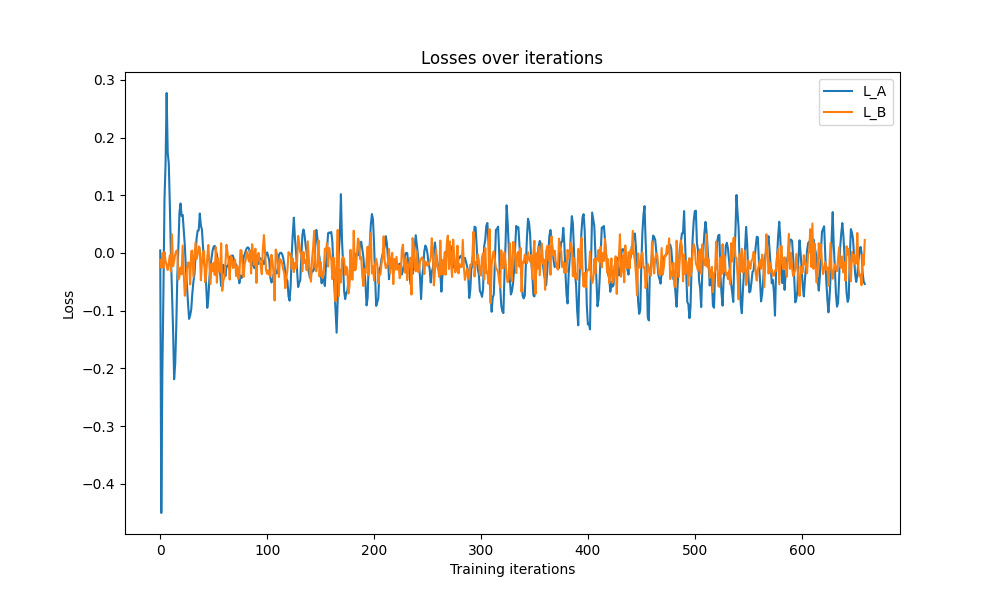 Losses over iterations
L_A
L_B
Loss
0.3
0.2
0.1
0.0
−0.1
−0.2
−0.3
−0.4
0 100 200 300 400 500 600
Training iterations